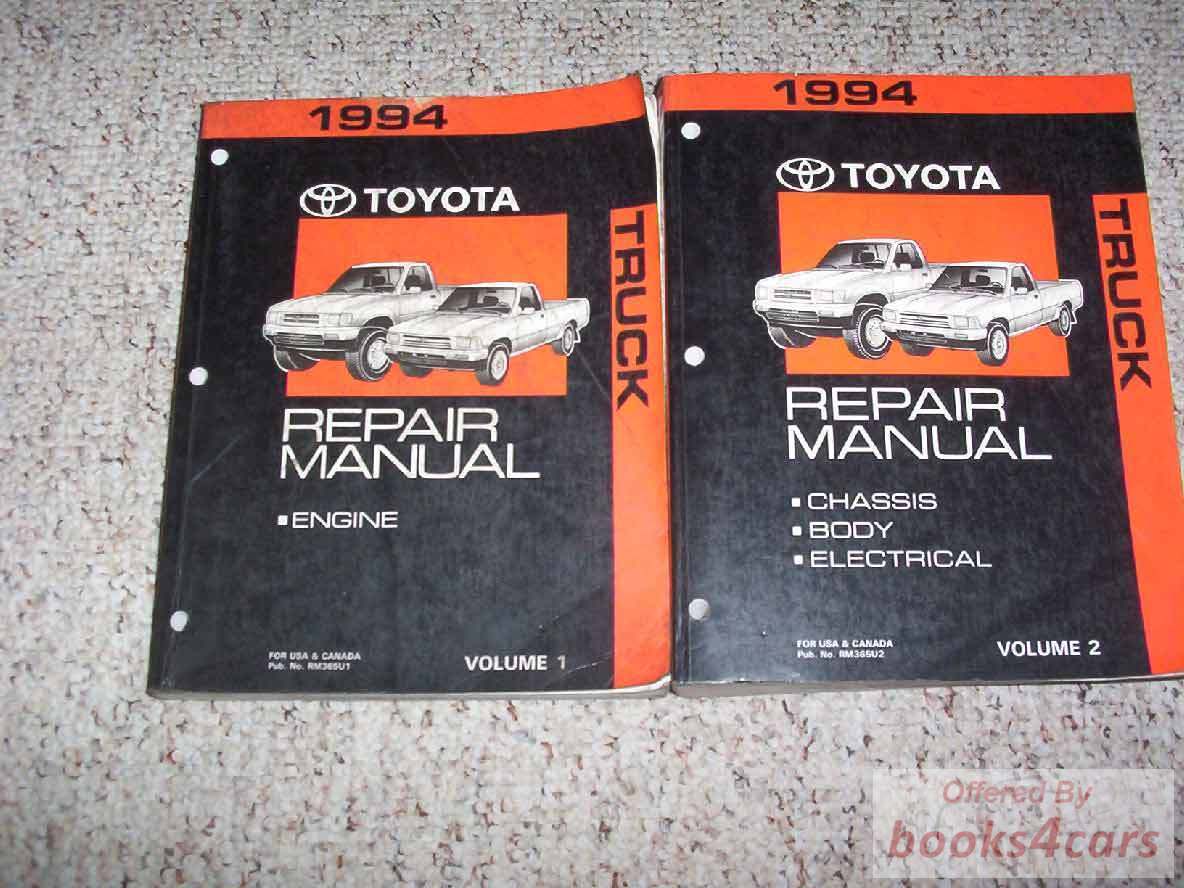 1994
TOYOTA
TRUCK
REPAIR
MANUAL
▪ ENGINE
FOR USA & CANADA
Pub. No. RM365U1
VOLUME 1
1994
TOYOTA
TRUCK
REPAIR
MANUAL
▪ CHASSIS
▪ BODY
▪ ELECTRICAL
FOR USA & CANADA
Pub. No. RM365U2
VOLUME 2
Offered By
books4cars